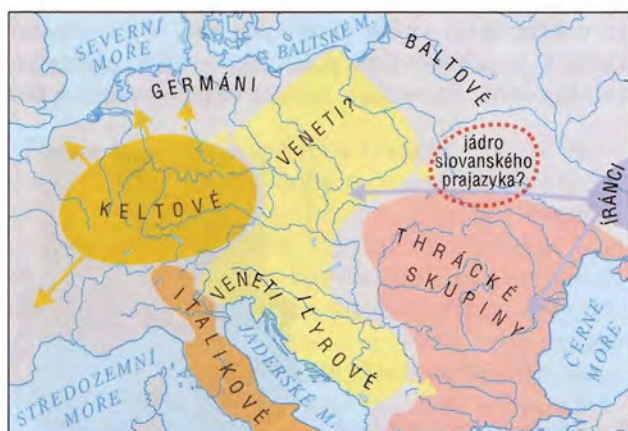 SEVERNÍ
MORE
BALTSKÉ M.
BALTOVÉ
GERMÁNI
VENETI?
jádro
slovanského
prajazyka?
KELTOVÉ
ÍRÁNCI
THRÁCKÉ
SKUPINY
VENETI
ILYROVÉ
ITALIKOVÉ
JADERSKÉ M.
ČERNÉ
MOŘE
STŘEDOZEMNÍ
MOŘE